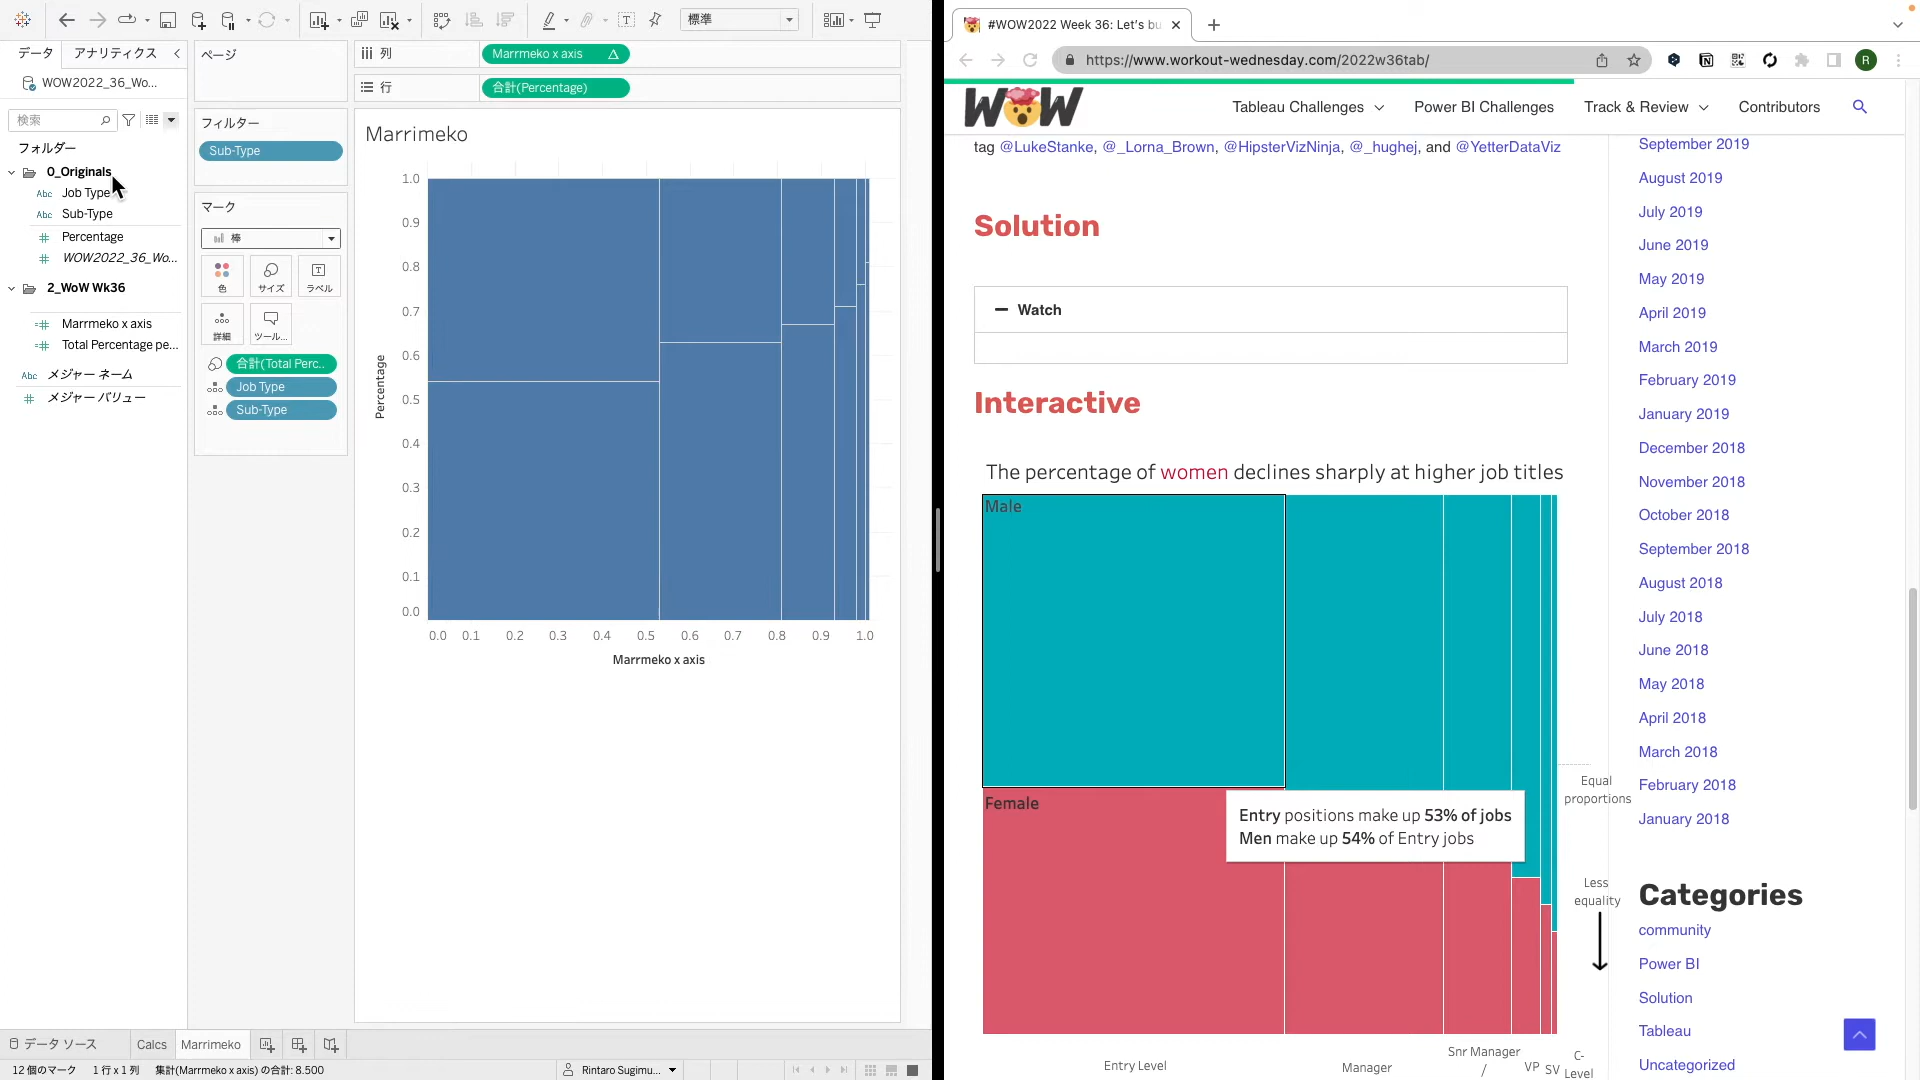 標準
データ
アナリティクス
WOW2022_36_Wo...
検索
フォルダー
0_Originals
Abc Job Type
Abc Sub-Type
Percentage
WOW2022_36_Wo...
2_WoW Wk36
Marrmeko x axis
Total Percentage pe...
Abc メジャー ネーム
メジャー バリュー
ページ
フィルター
Sub-Type
マーク
棒
色
サイズ
ラベル
詳細
ツール...
合計(Total Perc..
Job Type
Sub-Type
列
Marrmeko x axis
行
合計(Percentage)
Marrimeko
1.0
0.9
0.8
0.7
0.6
0.5
0.4
0.3
0.2
0.1
0.0
Percentage
0.0 0.1 0.2 0.3 0.4 0.5 0.6 0.7 0.8 0.9 1.0
Marrmeko x axis
データ ソース
Calcs
Marrimeko
12 個のマーク
1 行 x 1 列
集計(Marrmeko x axis) の合計: 8.500
Rintaro Sugimu...
#WOW2022 Week 36: Let's bu
https://www.workout-wednesday.com/2022w36tab/
R
WOW
Tableau Challenges
Power BI Challenges
Track & Review
Contributors
tag @LukeStanke, @_Lorna_Brown, @HipsterVizNinja, @_hughej, and @YetterDataViz
Solution
Watch
Interactive
The percentage of women declines sharply at higher job titles
Male
Female
Entry positions make up 53% of jobs
Men make up 54% of Entry jobs
Equal
proportions
Less
equality
Entry Level
Manager
Snr Manager
/
VP
SV
C-
Level
September 2019
August 2019
July 2019
June 2019
May 2019
April 2019
March 2019
February 2019
January 2019
December 2018
November 2018
October 2018
September 2018
August 2018
July 2018
June 2018
May 2018
April 2018
March 2018
February 2018
January 2018
Categories
community
Power BI
Solution
Tableau
Uncategorized